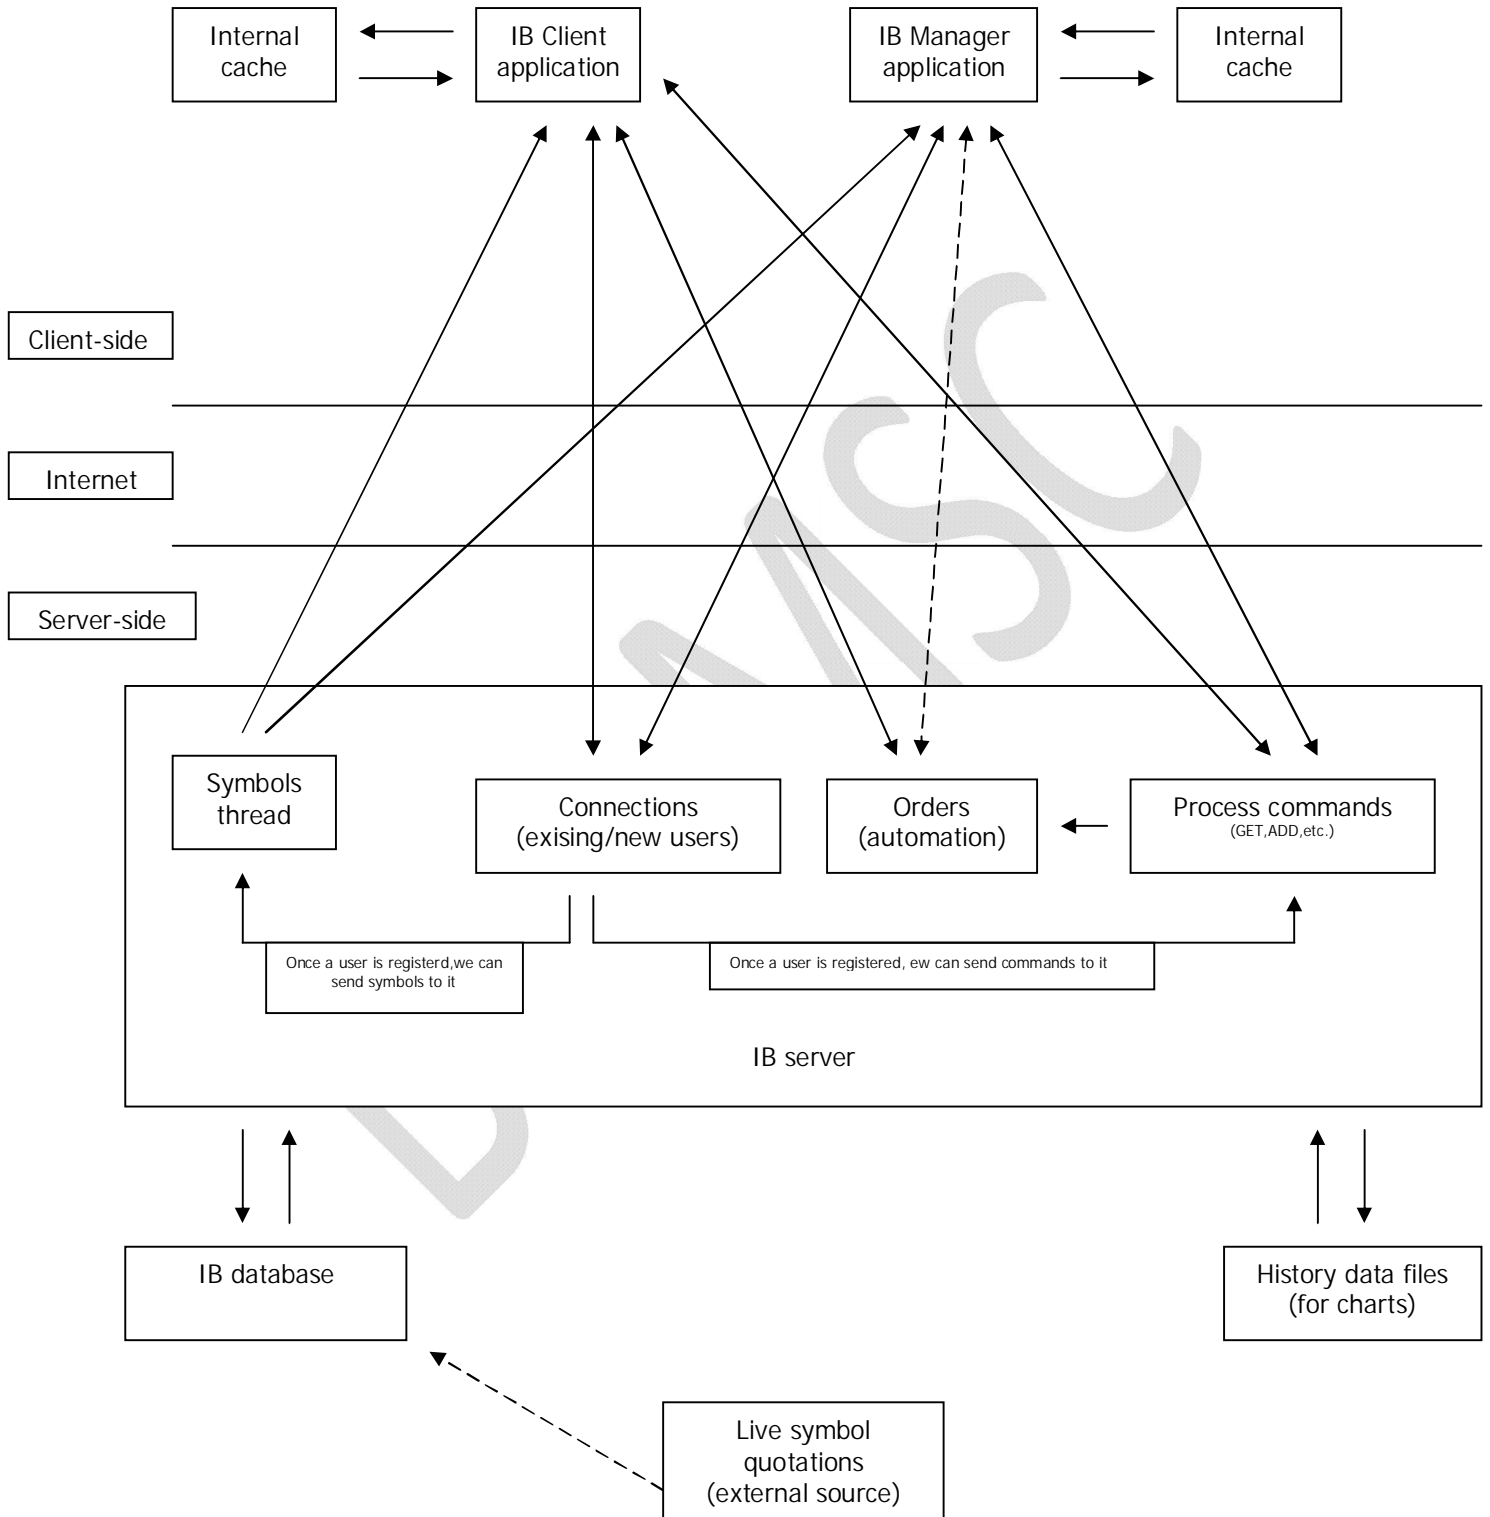 Internal
cache
IB Client
application
IB Manager
application
Internal
cache
Client-side
Internet
Server-side
Symbols
thread
Connections
(exising/new users)
Orders
(automation)
Process commands
(GET,ADD,etc.)
Once a user is registerd,we can
send symbols to it
Once a user is registered, ew can send commands to it
IB server
IB database
History data files
(for charts)
Live symbol
quotations
(external source)